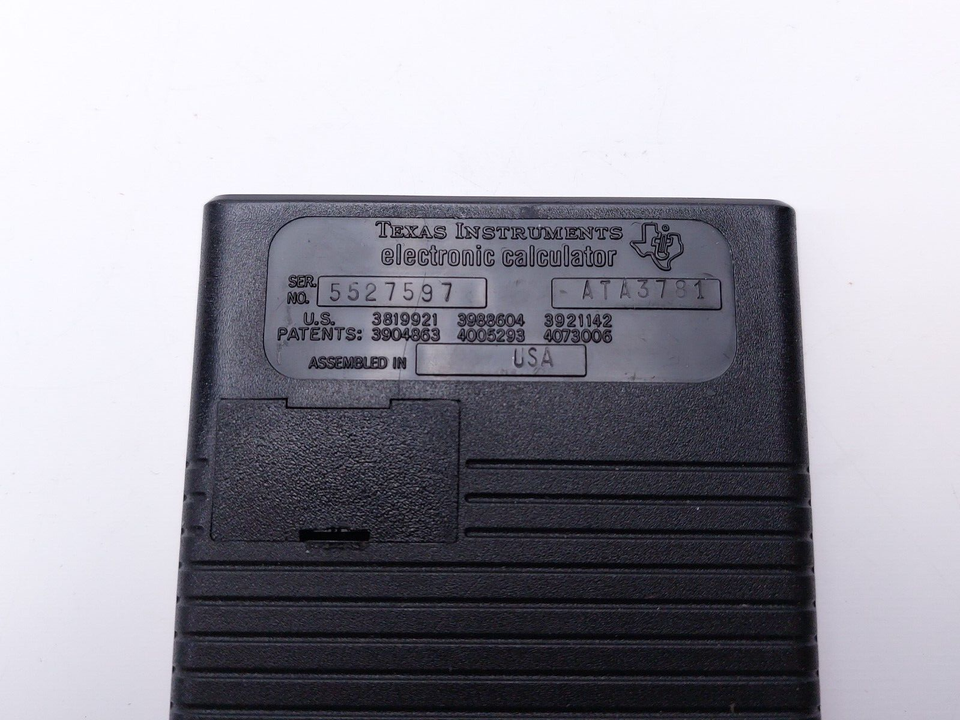 TEXAS INSTRUMENTS
electronic calculator
SER. NO. 5527597 ATA3781
U.S. PATENTS: 3819921 3988604 3921142
3904863 4005293 4073006
ASSEMBLED IN USA